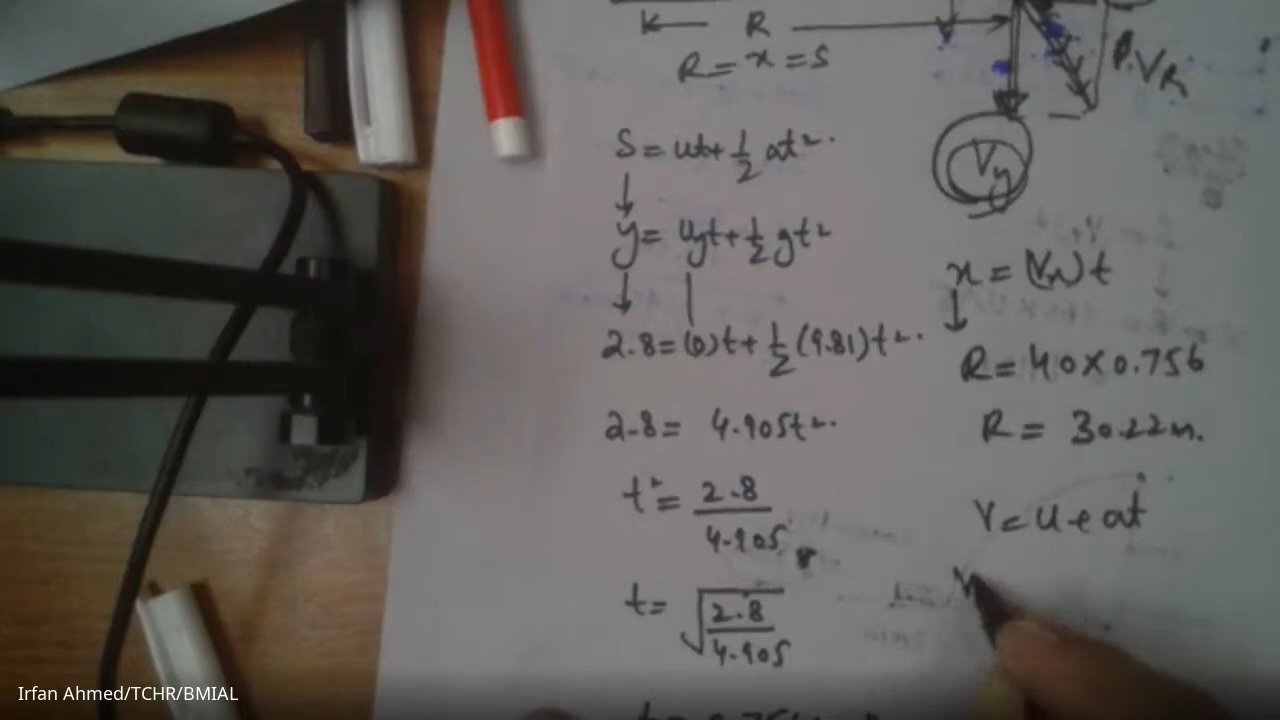 R
R = x = S
P. VR
S = ut + 1/2 at².
Vy
y = Uyt + 1/2 gt²
2.8 = (0)t + 1/2 (9.81)t².
2.8 = 4.905t².
t² = 2.8/4.905
t = √(2.8/4.905)
x = (Vx)t
R = 40 x 0.756
R = 30.22m.
V = u + at
V
Irfan Ahmed/TCHR/BMIAL